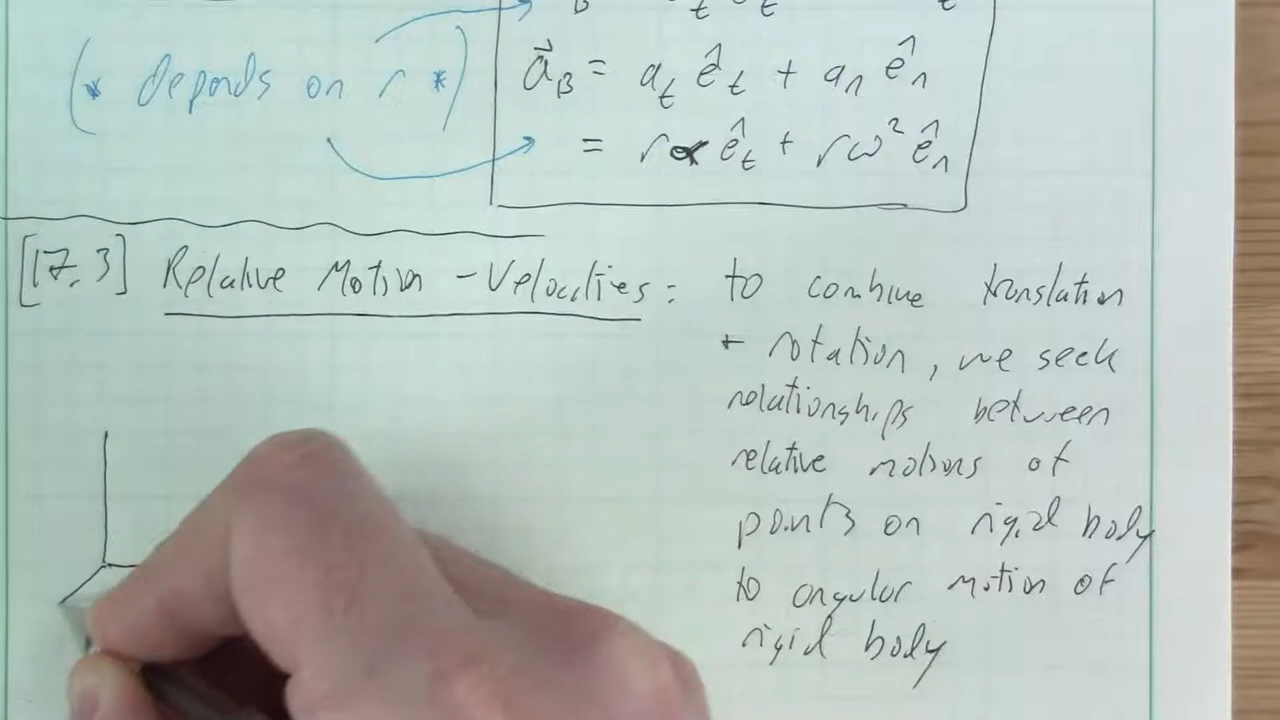 (* depends on r *)
a⃗_B = a_t ê_t + a_n ê_n
= rα ê_t + rω² ê_n
[17.3] Relative Motion - Velocities: to combine translation
+ rotation, we seek
relationships between
relative motions of
points on rigid body
to angular motion of
rigid body